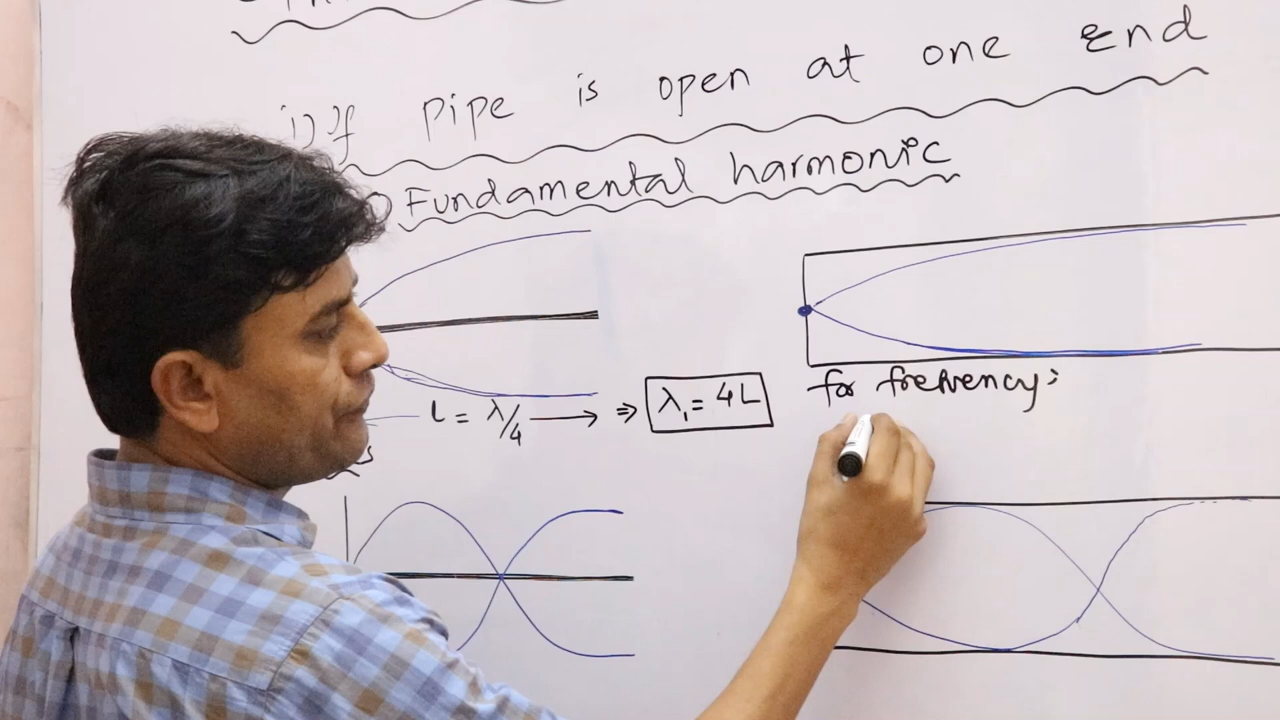 i) If pipe is open at one End
Fundamental harmonic
L = λ/4 → ⇒ λ₁ = 4L
for frequency: